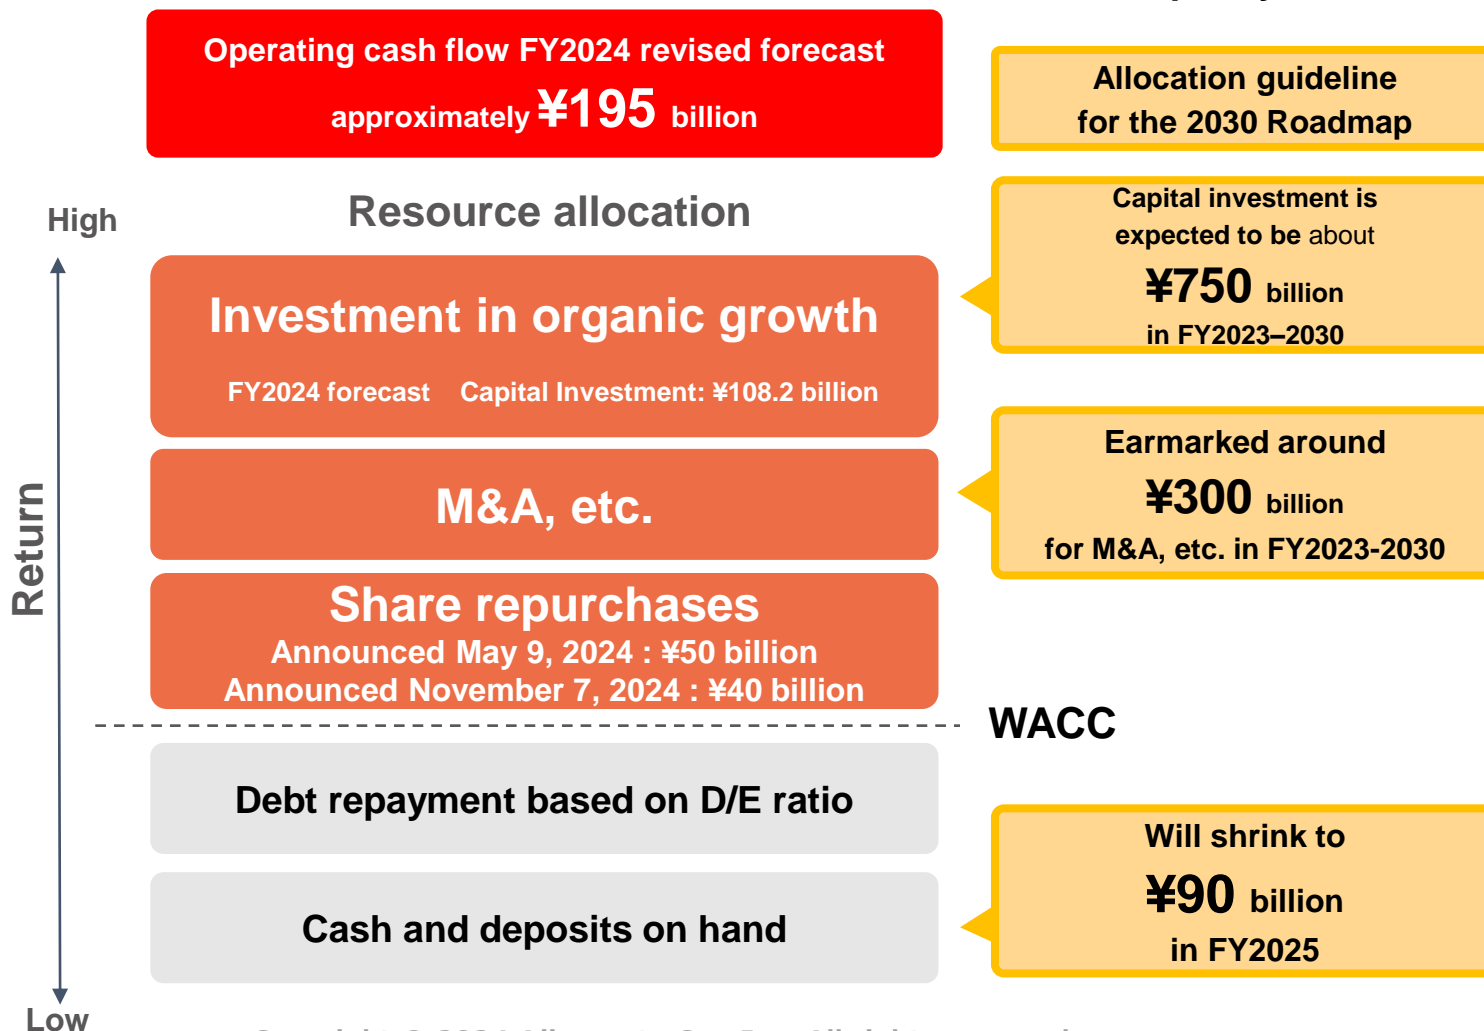 Operating cash flow FY2024 revised forecast
approximately ¥195 billion
Allocation guideline
for the 2030 Roadmap
High
Resource allocation
Capital investment is
expected to be about
¥750 billion
in FY2023–2030
Investment in organic growth
FY2024 forecast Capital Investment: ¥108.2 billion
Return
M&A, etc.
Earmarked around
¥300 billion
for M&A, etc. in FY2023-2030
Share repurchases
Announced May 9, 2024 : ¥50 billion
Announced November 7, 2024 : ¥40 billion
WACC
Debt repayment based on D/E ratio
Cash and deposits on hand
Will shrink to
¥90 billion
in FY2025
Low